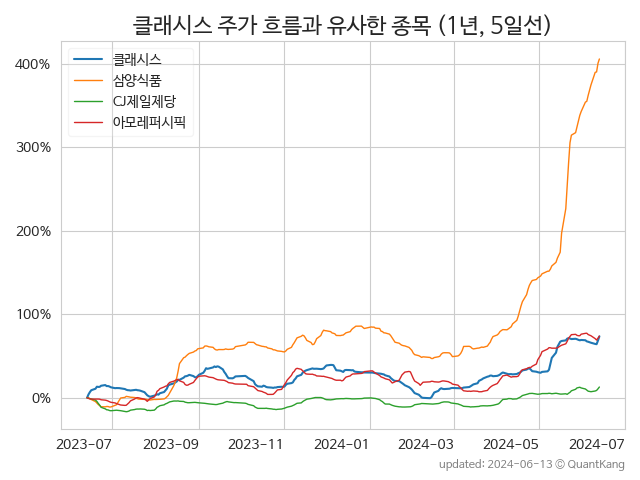 클래시스 주가 흐름과 유사한 종목 (1년, 5일선)
클래시스
삼양식품
CJ제일제당
아모레퍼시픽
400%
300%
200%
100%
0%
2023-07 2023-09 2023-11 2024-01 2024-03 2024-05 2024-07
updated: 2024-06-13 © QuantKang